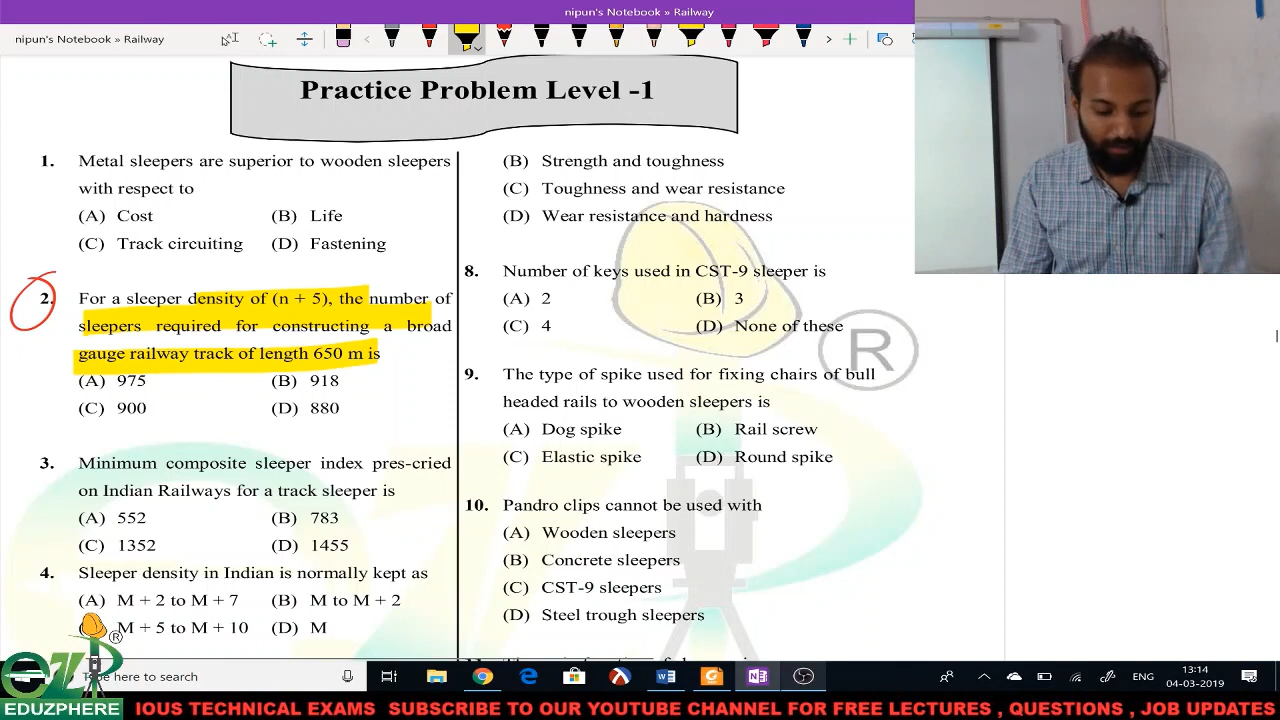 nipun's Notebook » Railway
nipun's Notebook » Railway
Practice Problem Level -1
1. Metal sleepers are superior to wooden sleepers
with respect to
(A) Cost (B) Life
(C) Track circuiting (D) Fastening
2. For a sleeper density of (n + 5), the number of
sleepers required for constructing a broad
gauge railway track of length 650 m is
(A) 975 (B) 918
(C) 900 (D) 880
3. Minimum composite sleeper index pres-cried
on Indian Railways for a track sleeper is
(A) 552 (B) 783
(C) 1352 (D) 1455
4. Sleeper density in Indian is normally kept as
(A) M + 2 to M + 7 (B) M to M + 2
M + 5 to M + 10 (D) M
(B) Strength and toughness
(C) Toughness and wear resistance
(D) Wear resistance and hardness
8. Number of keys used in CST-9 sleeper is
(A) 2 (B) 3
(C) 4 (D) None of these
9. The type of spike used for fixing chairs of bull
headed rails to wooden sleepers is
(A) Dog spike (B) Rail screw
(C) Elastic spike (D) Round spike
10. Pandro clips cannot be used with
(A) Wooden sleepers
(B) Concrete sleepers
(C) CST-9 sleepers
(D) Steel trough sleepers
®
®
ype here to search
ENG
13:14
04-03-2019
EDUZPHERE
IOUS TECHNICAL EXAMS SUBSCRIBE TO OUR YOUTUBE CHANNEL FOR FREE LECTURES , QUESTIONS , JOB UPDATES